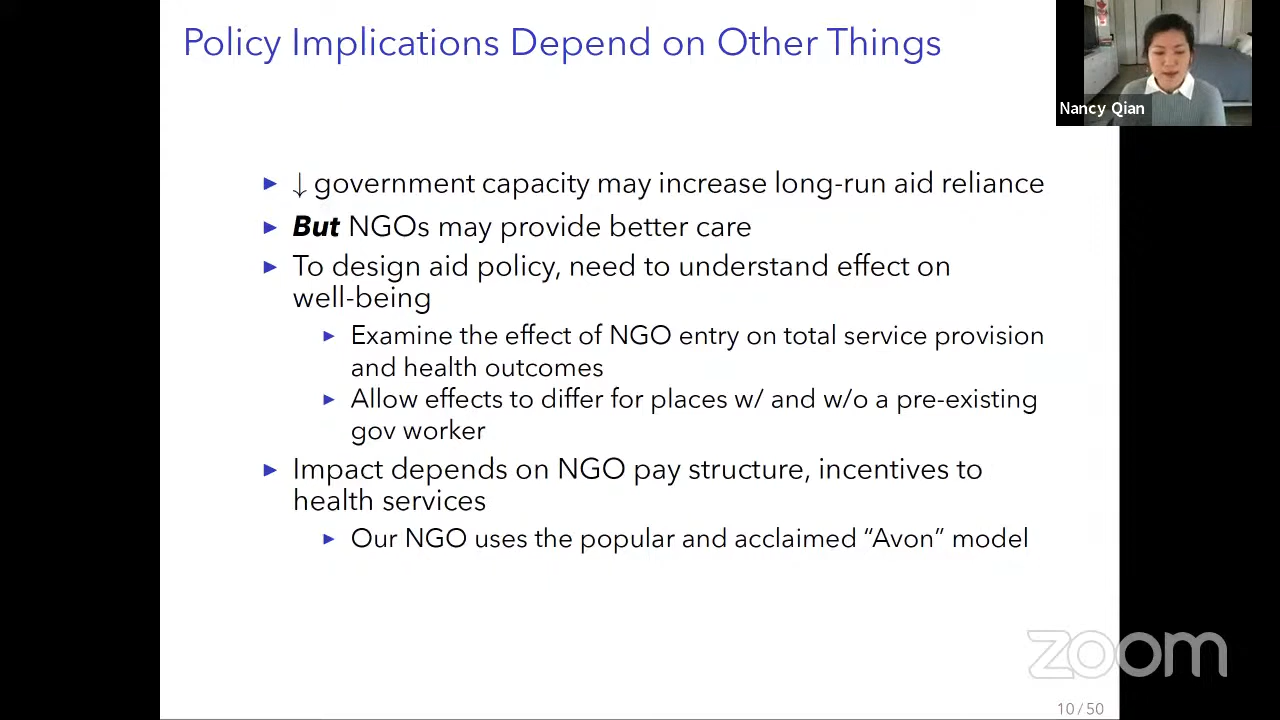 Policy Implications Depend on Other Things
Nancy Qian
▶ ↓ government capacity may increase long-run aid reliance
▶ But NGOs may provide better care
▶ To design aid policy, need to understand effect on
well-being
▶ Examine the effect of NGO entry on total service provision
and health outcomes
▶ Allow effects to differ for places w/ and w/o a pre-existing
gov worker
▶ Impact depends on NGO pay structure, incentives to
health services
▶ Our NGO uses the popular and acclaimed “Avon” model
zoom
10 / 50